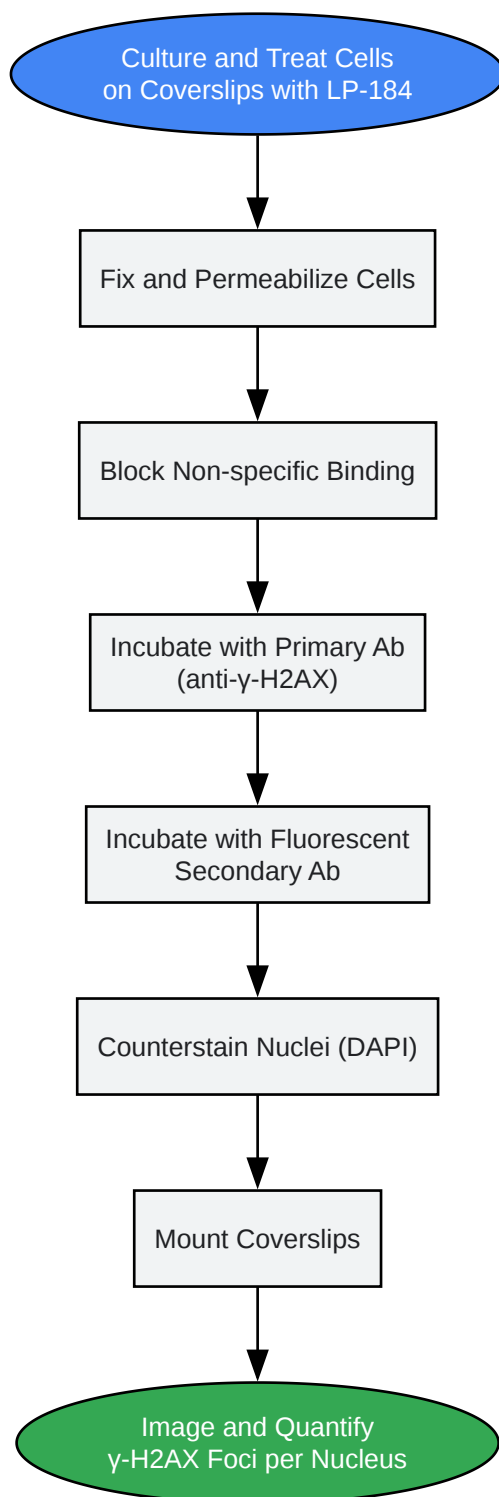 Culture and Treat Cells
on Coverslips with LP-184
Fix and Permeabilize Cells
Block Non-specific Binding
Incubate with Primary Ab
(anti-γ-H2AX)
Incubate with Fluorescent
Secondary Ab
Counterstain Nuclei (DAPI)
Mount Coverslips
Image and Quantify
γ-H2AX Foci per Nucleus